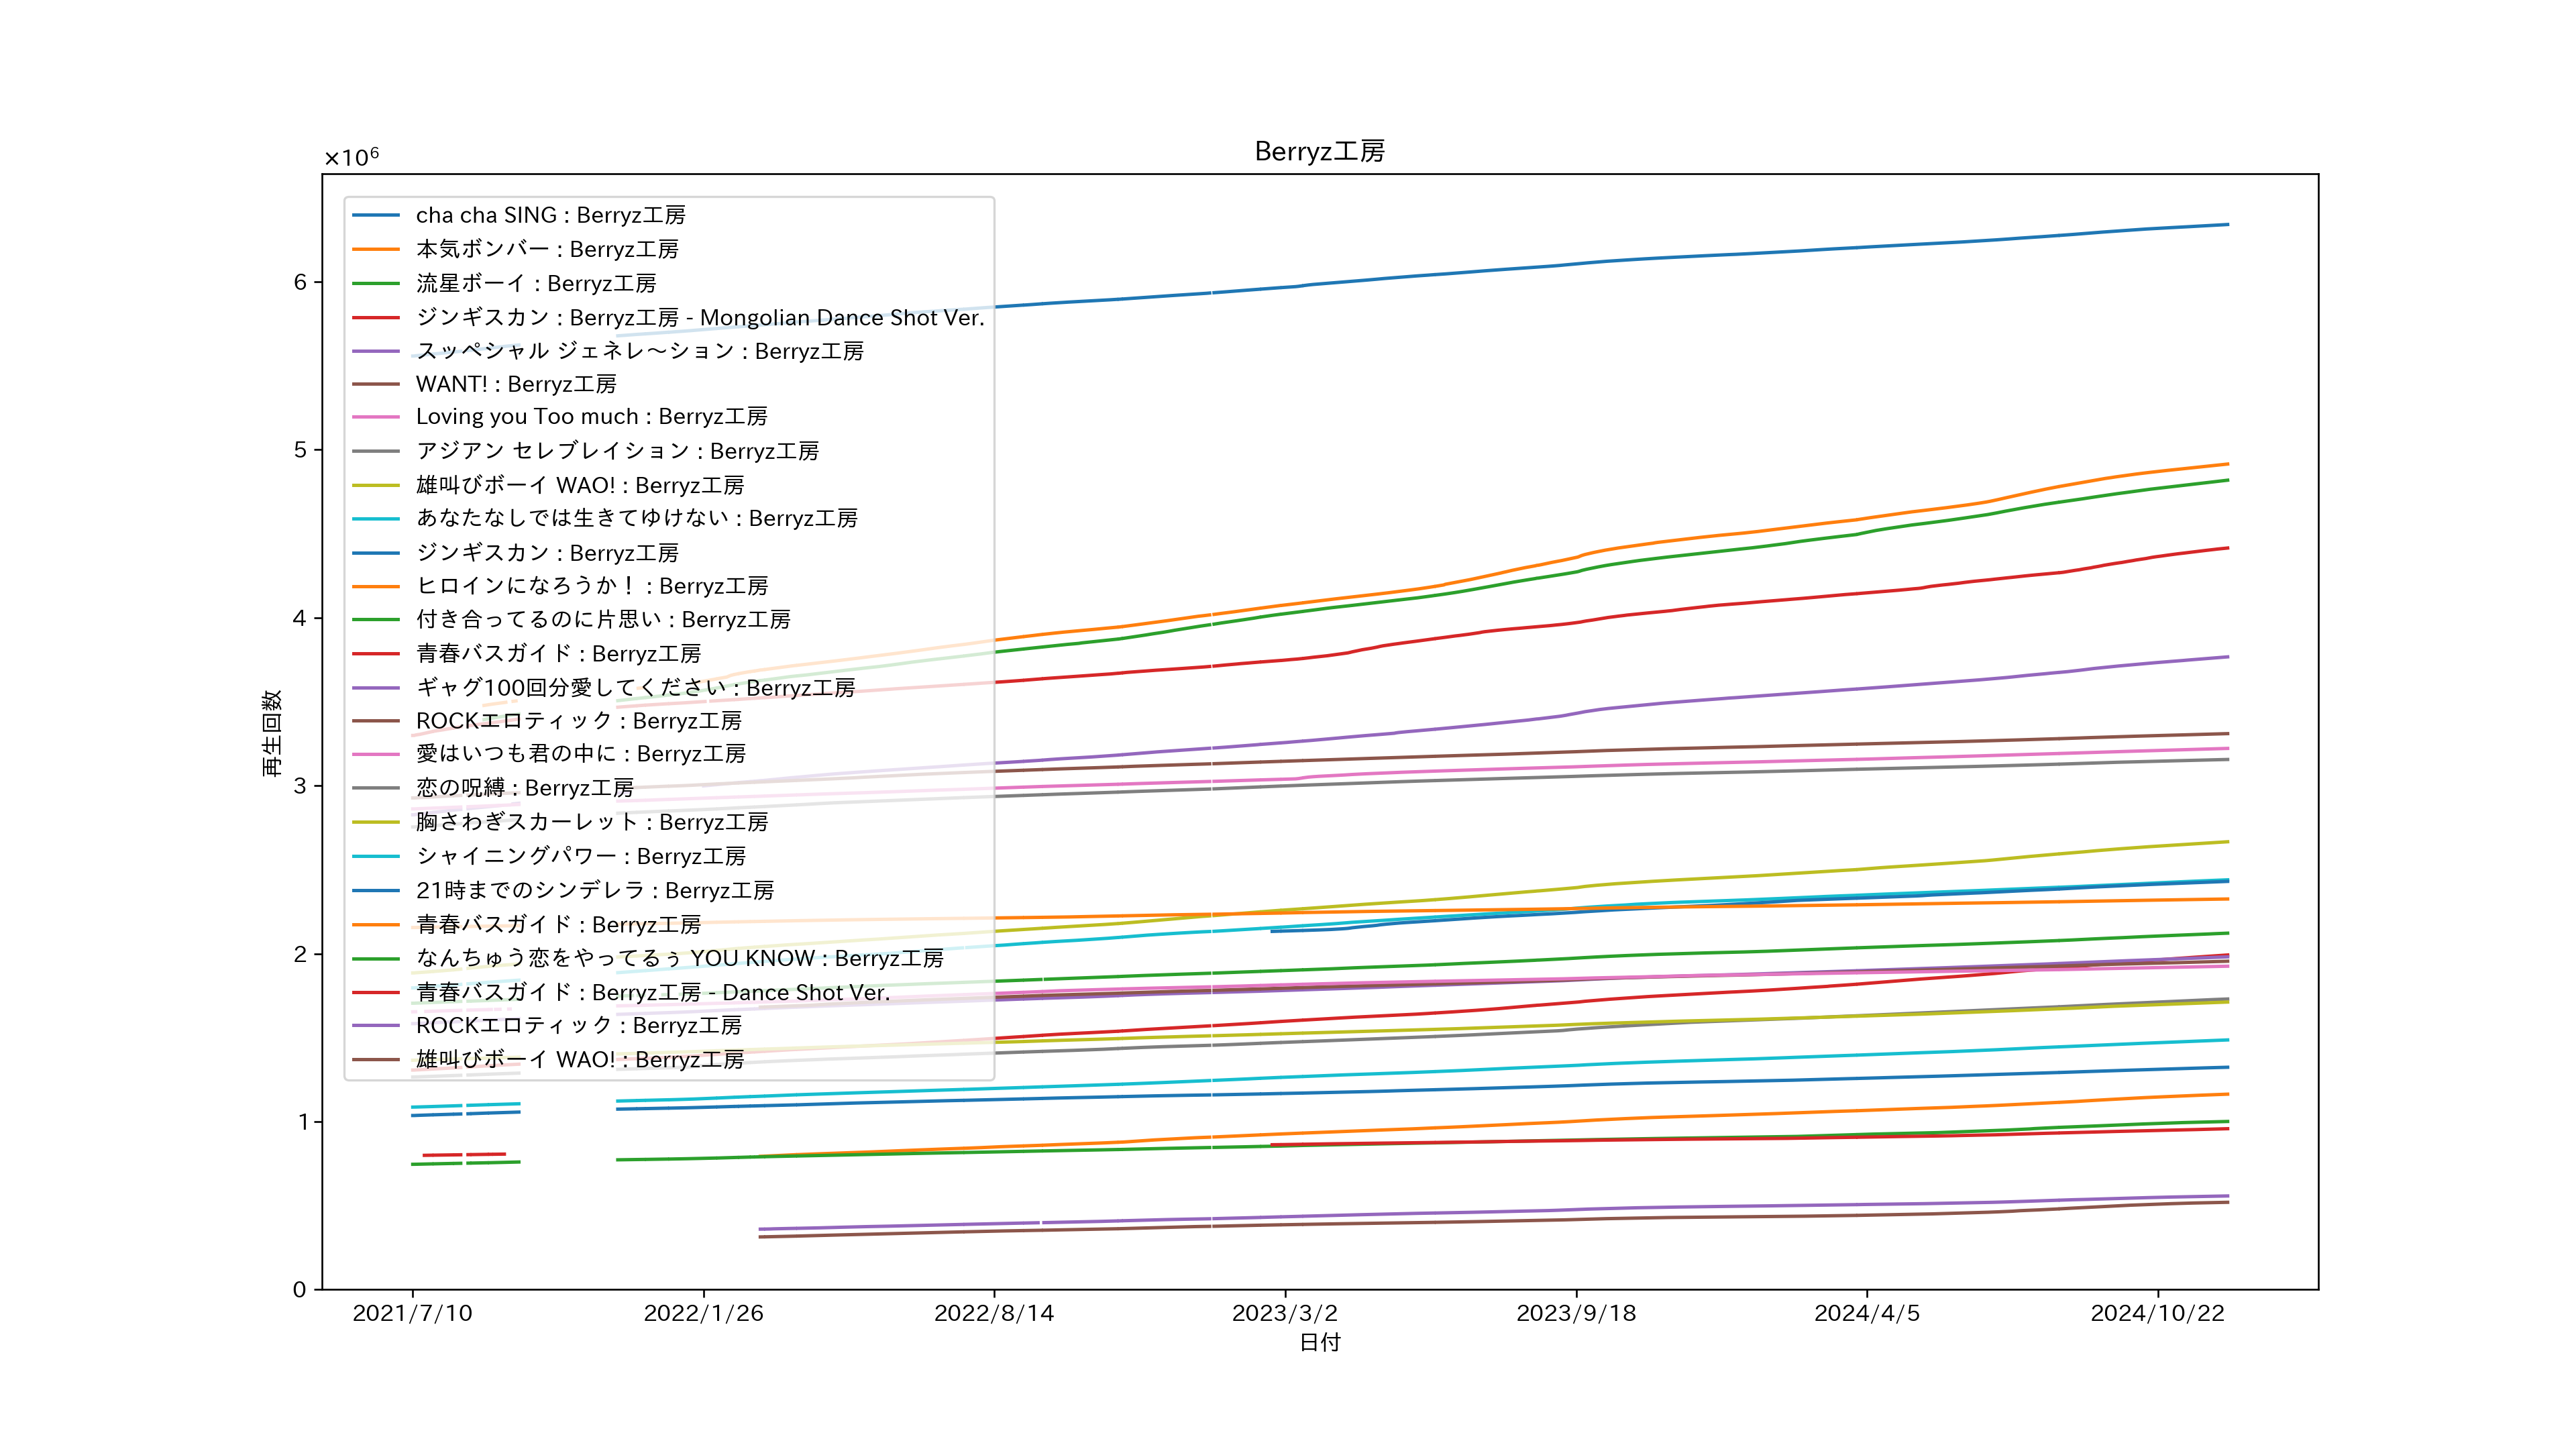 Berryz工房
×10⁶
cha cha SING : Berryz工房
本気ボンバー : Berryz工房
流星ボーイ : Berryz工房
ジンギスカン : Berryz工房 - Mongolian Dance Shot Ver.
スッペシャル ジェネレ～ション : Berryz工房
WANT! : Berryz工房
Loving you Too much : Berryz工房
アジアン セレブレイション : Berryz工房
雄叫びボーイ WAO! : Berryz工房
あなたなしでは生きてゆけない : Berryz工房
ジンギスカン : Berryz工房
ヒロインになろうか！ : Berryz工房
付き合ってるのに片思い : Berryz工房
青春バスガイド : Berryz工房
ギャグ100回分愛してください : Berryz工房
ROCKエロティック : Berryz工房
愛はいつも君の中に : Berryz工房
恋の呪縛 : Berryz工房
胸さわぎスカーレット : Berryz工房
シャイニングパワー : Berryz工房
21時までのシンデレラ : Berryz工房
青春バスガイド : Berryz工房
なんちゅう恋をやってるぅ YOU KNOW : Berryz工房
青春バスガイド : Berryz工房 - Dance Shot Ver.
ROCKエロティック : Berryz工房
雄叫びボーイ WAO! : Berryz工房
6
5
4
3
2
1
0
再生回数
2021/7/10
2022/1/26
2022/8/14
2023/3/2
2023/9/18
2024/4/5
2024/10/22
日付